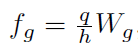 f_g = \frac{q}{h} W_g.